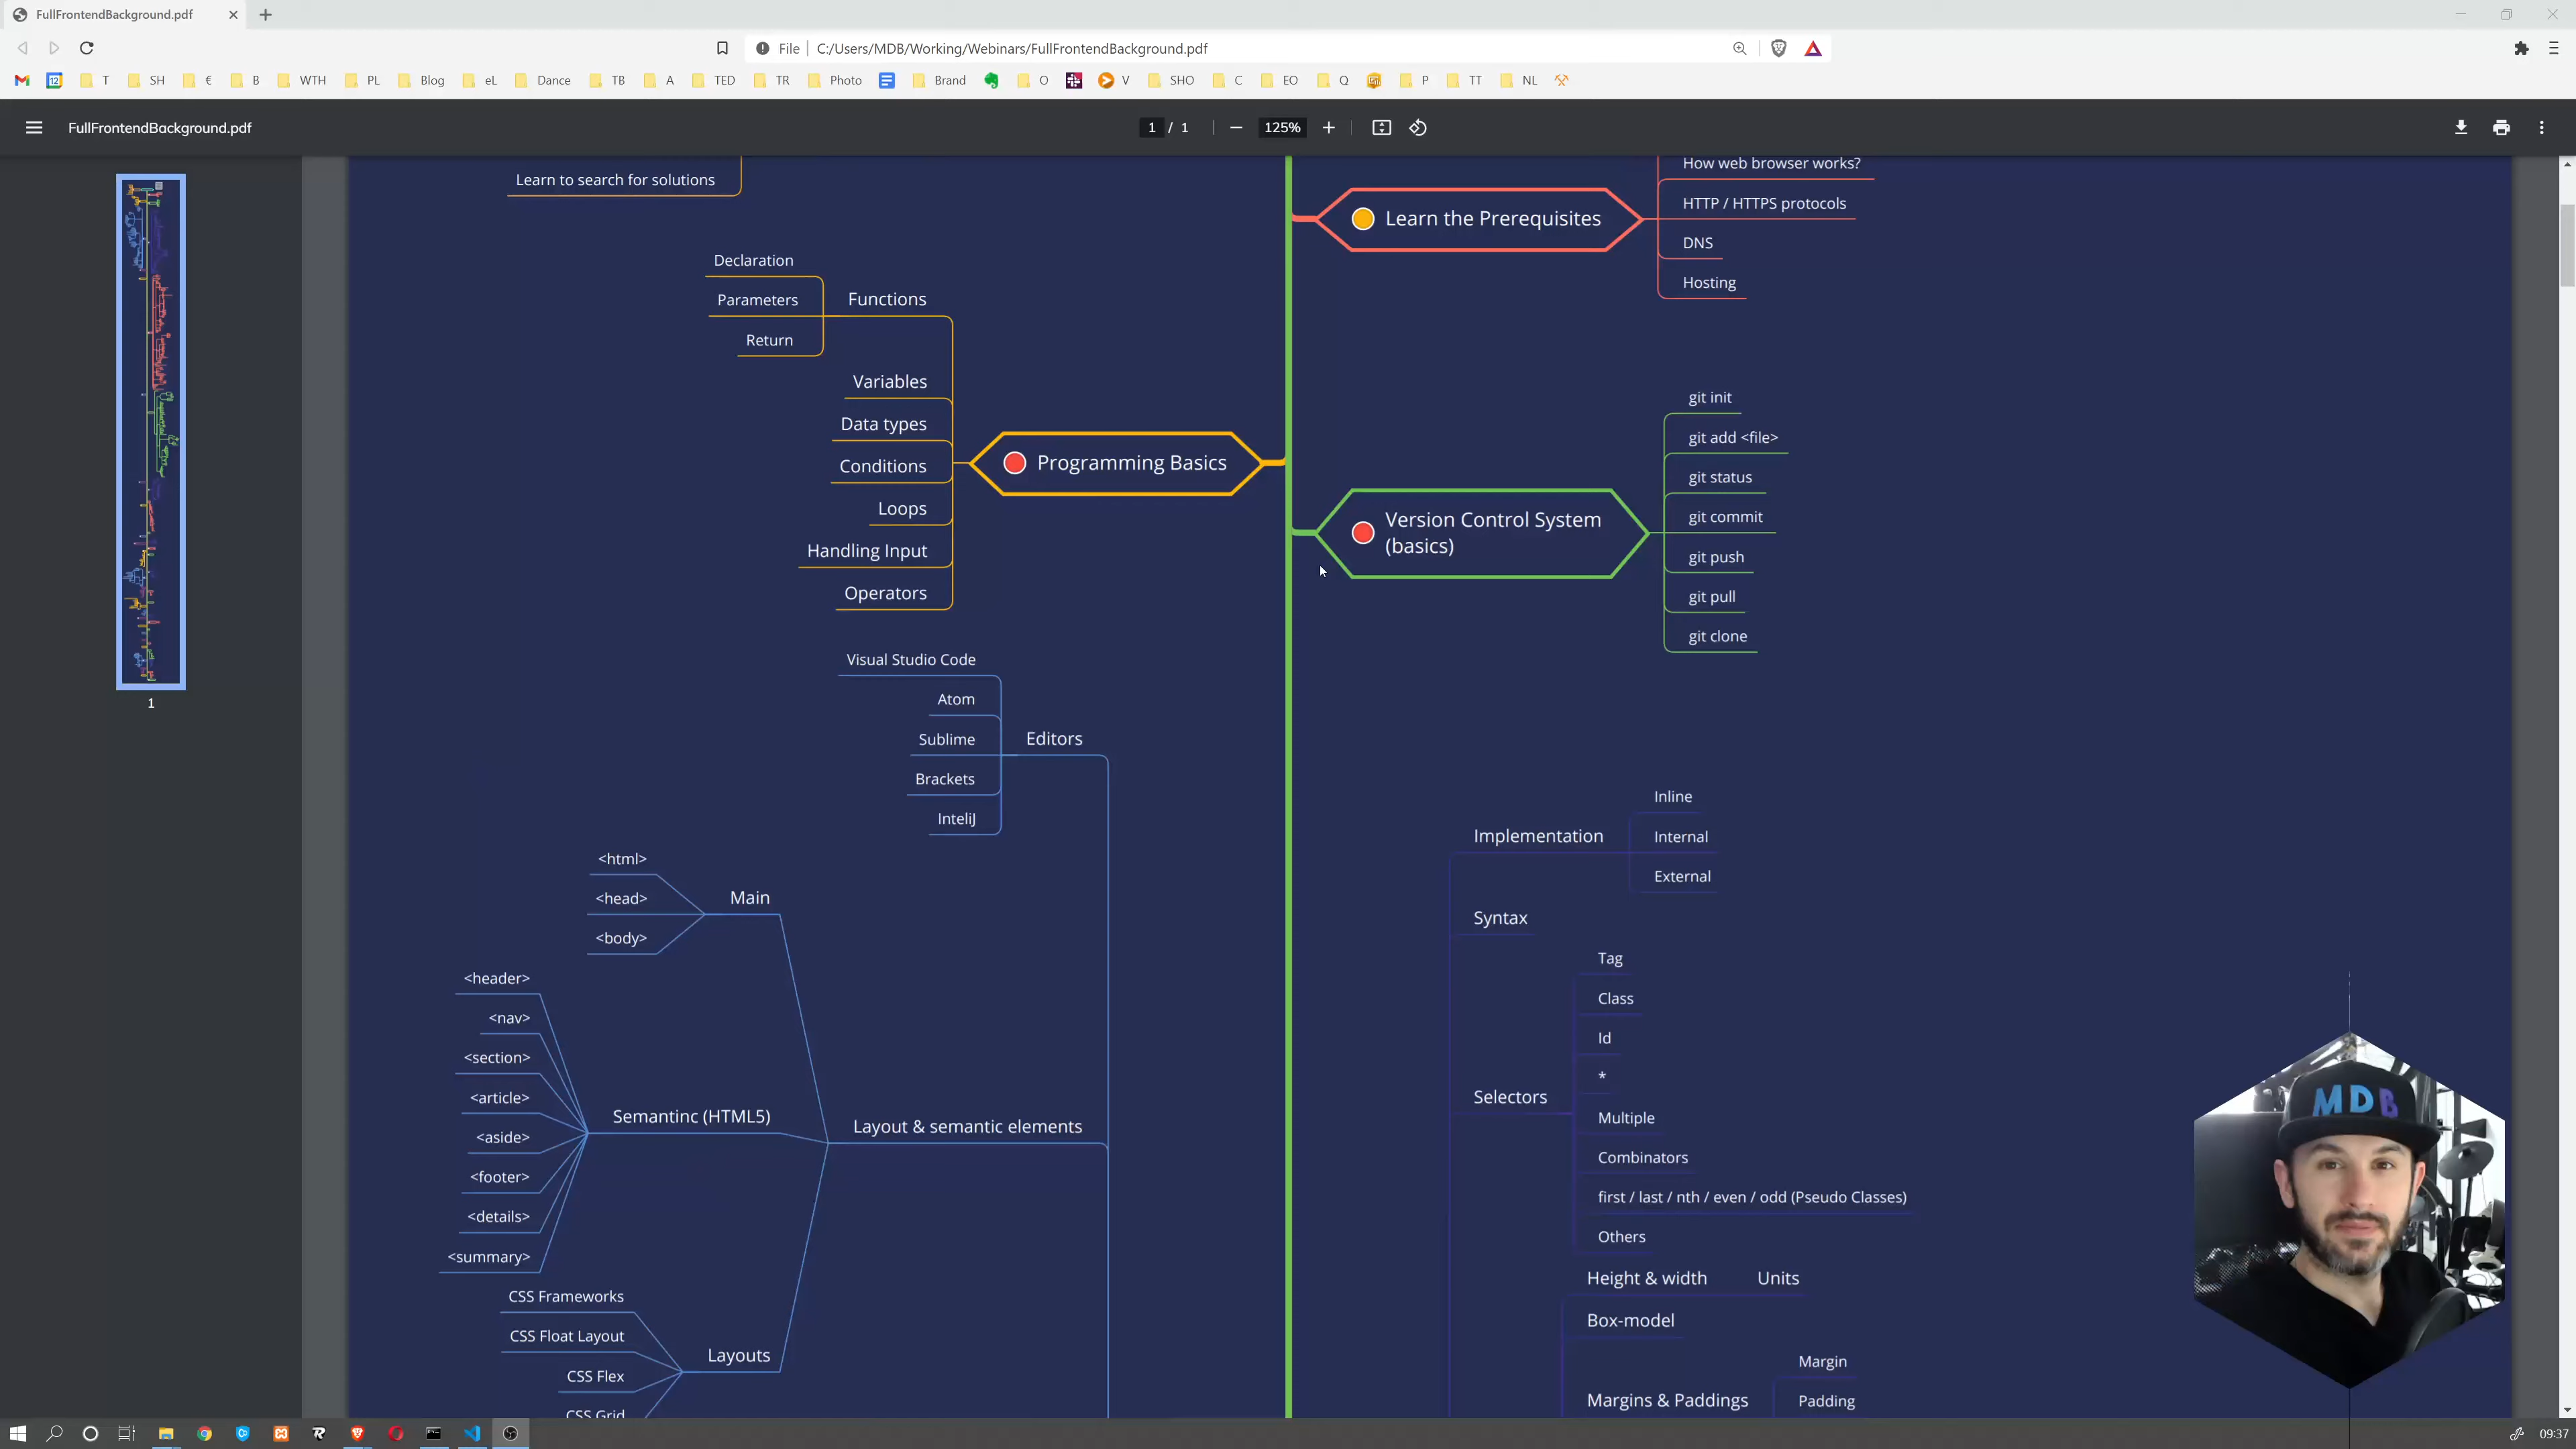 FullFrontendBackground.pdf
File
C:/Users/MDB/Working/Webinars/FullFrontendBackground.pdf
12 T SH € B WTH PL Blog eL Dance TB A TED TR Photo Brand O V SHO C EO Q P TT NL
FullFrontendBackground.pdf
1 / 1
125%
1
Learn to search for solutions
How web browser works?
Learn the Prerequisites
HTTP / HTTPS protocols
DNS
Hosting
Declaration
Parameters
Return
Functions
Variables
Data types
Conditions
Loops
Handling Input
Operators
Programming Basics
Version Control System
(basics)
git init
git add <file>
git status
git commit
git push
git pull
git clone
Visual Studio Code
Atom
Sublime
Brackets
InteliJ
Editors
<html>
<head>
<body>
Main
<header>
<nav>
<section>
<article>
<aside>
<footer>
<details>
<summary>
Semantinc (HTML5)
Layout & semantic elements
CSS Frameworks
CSS Float Layout
CSS Flex
CSS Grid
Layouts
Implementation
Inline
Internal
External
Syntax
Selectors
Tag
Class
Id
*
Multiple
Combinators
first / last / nth / even / odd (Pseudo Classes)
Others
Height & width
Units
Box-model
Margins & Paddings
Margin
Padding
MDB
09:37